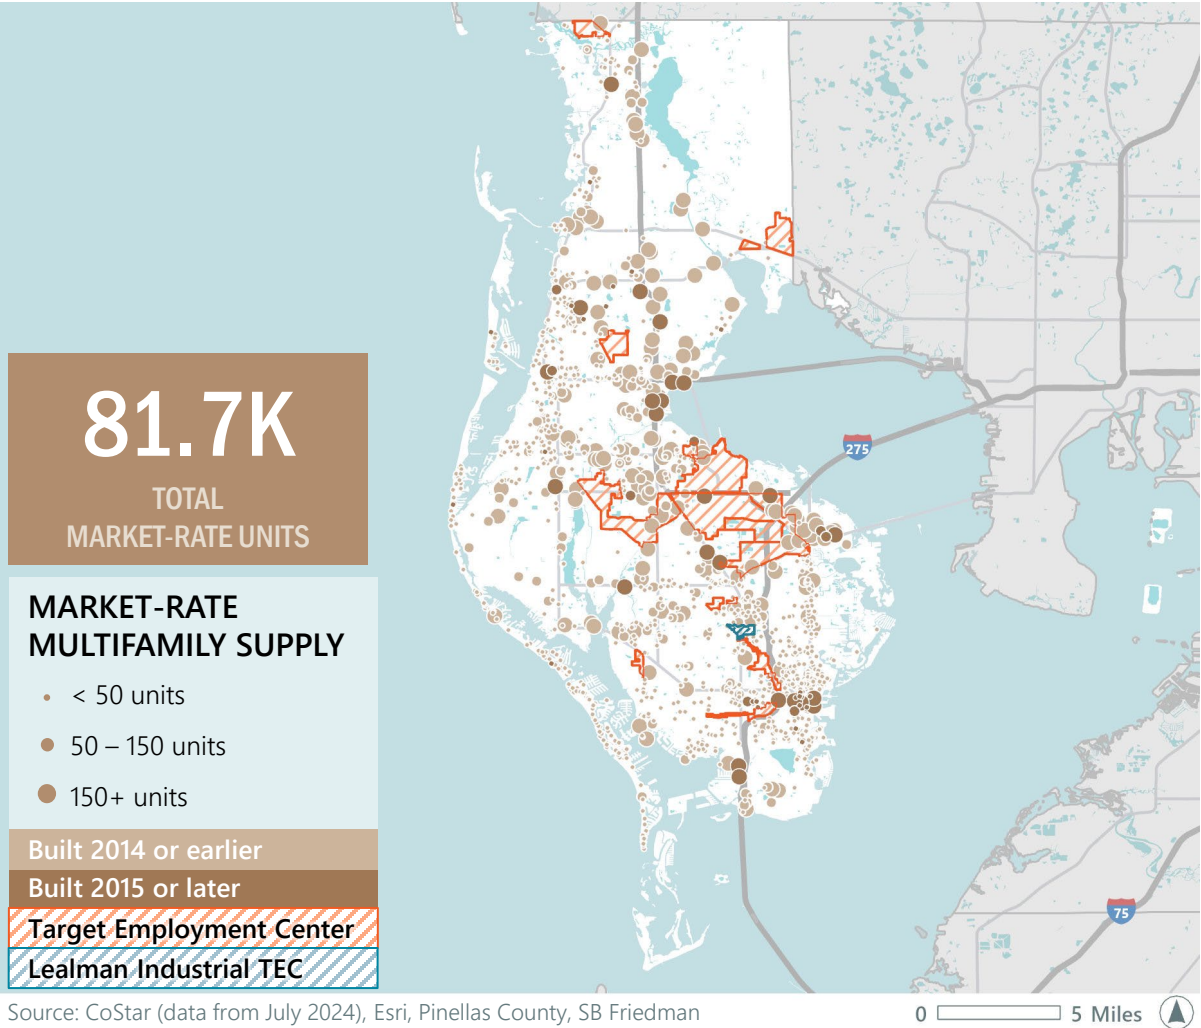 81.7K
TOTAL
MARKET-RATE UNITS
MARKET-RATE
MULTIFAMILY SUPPLY
< 50 units
50 – 150 units
150+ units
Built 2014 or earlier
Built 2015 or later
Target Employment Center
Lealman Industrial TEC
275
75
Source: CoStar (data from July 2024), Esri, Pinellas County, SB Friedman
0 5 Miles